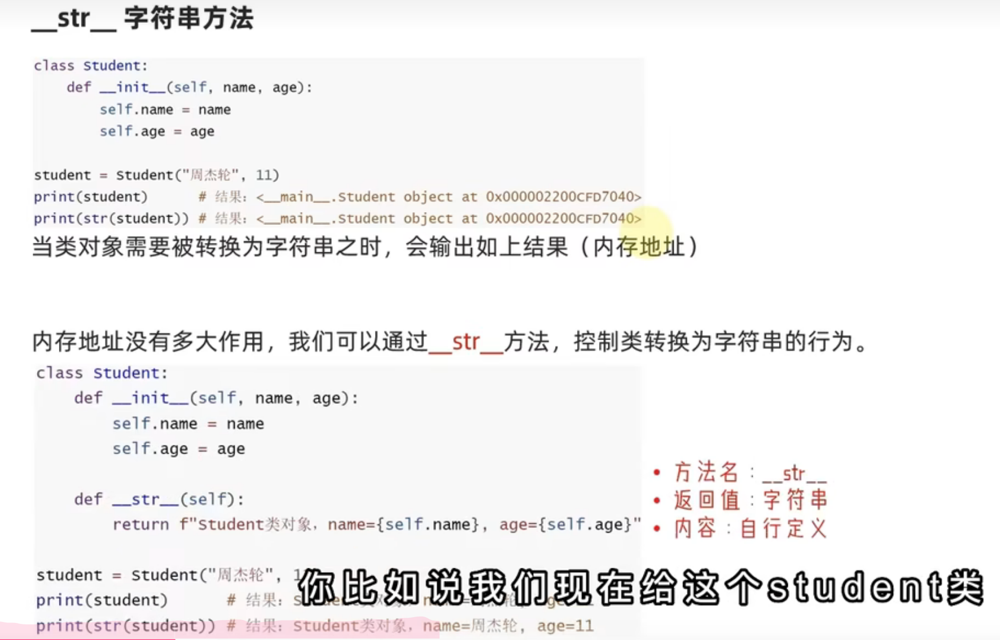 __str__ 字符串方法
class Student:
    def __init__(self, name, age):
        self.name = name
        self.age = age
student = Student("周杰轮", 11)
print(student)      # 结果：<__main__.Student object at 0x000002200CFD7040>
print(str(student)) # 结果：<__main__.Student object at 0x000002200CFD7040>
当类对象需要被转换为字符串之时，会输出如上结果（内存地址）
内存地址没有多大作用，我们可以通过__str__方法，控制类转换为字符串的行为。
class Student:
    def __init__(self, name, age):
        self.name = name
        self.age = age
    def __str__(self):
        return f"Student类对象，name={self.name}, age={self.age}"
• 方法名：__str__
• 返回值：字符串
• 内容：自行定义
student = Student("周杰轮",
你比如说我们现在给这个student类
print(student)      # 结果：
print(str(student)) # 结果：Student类对象，name=周杰轮, age=11